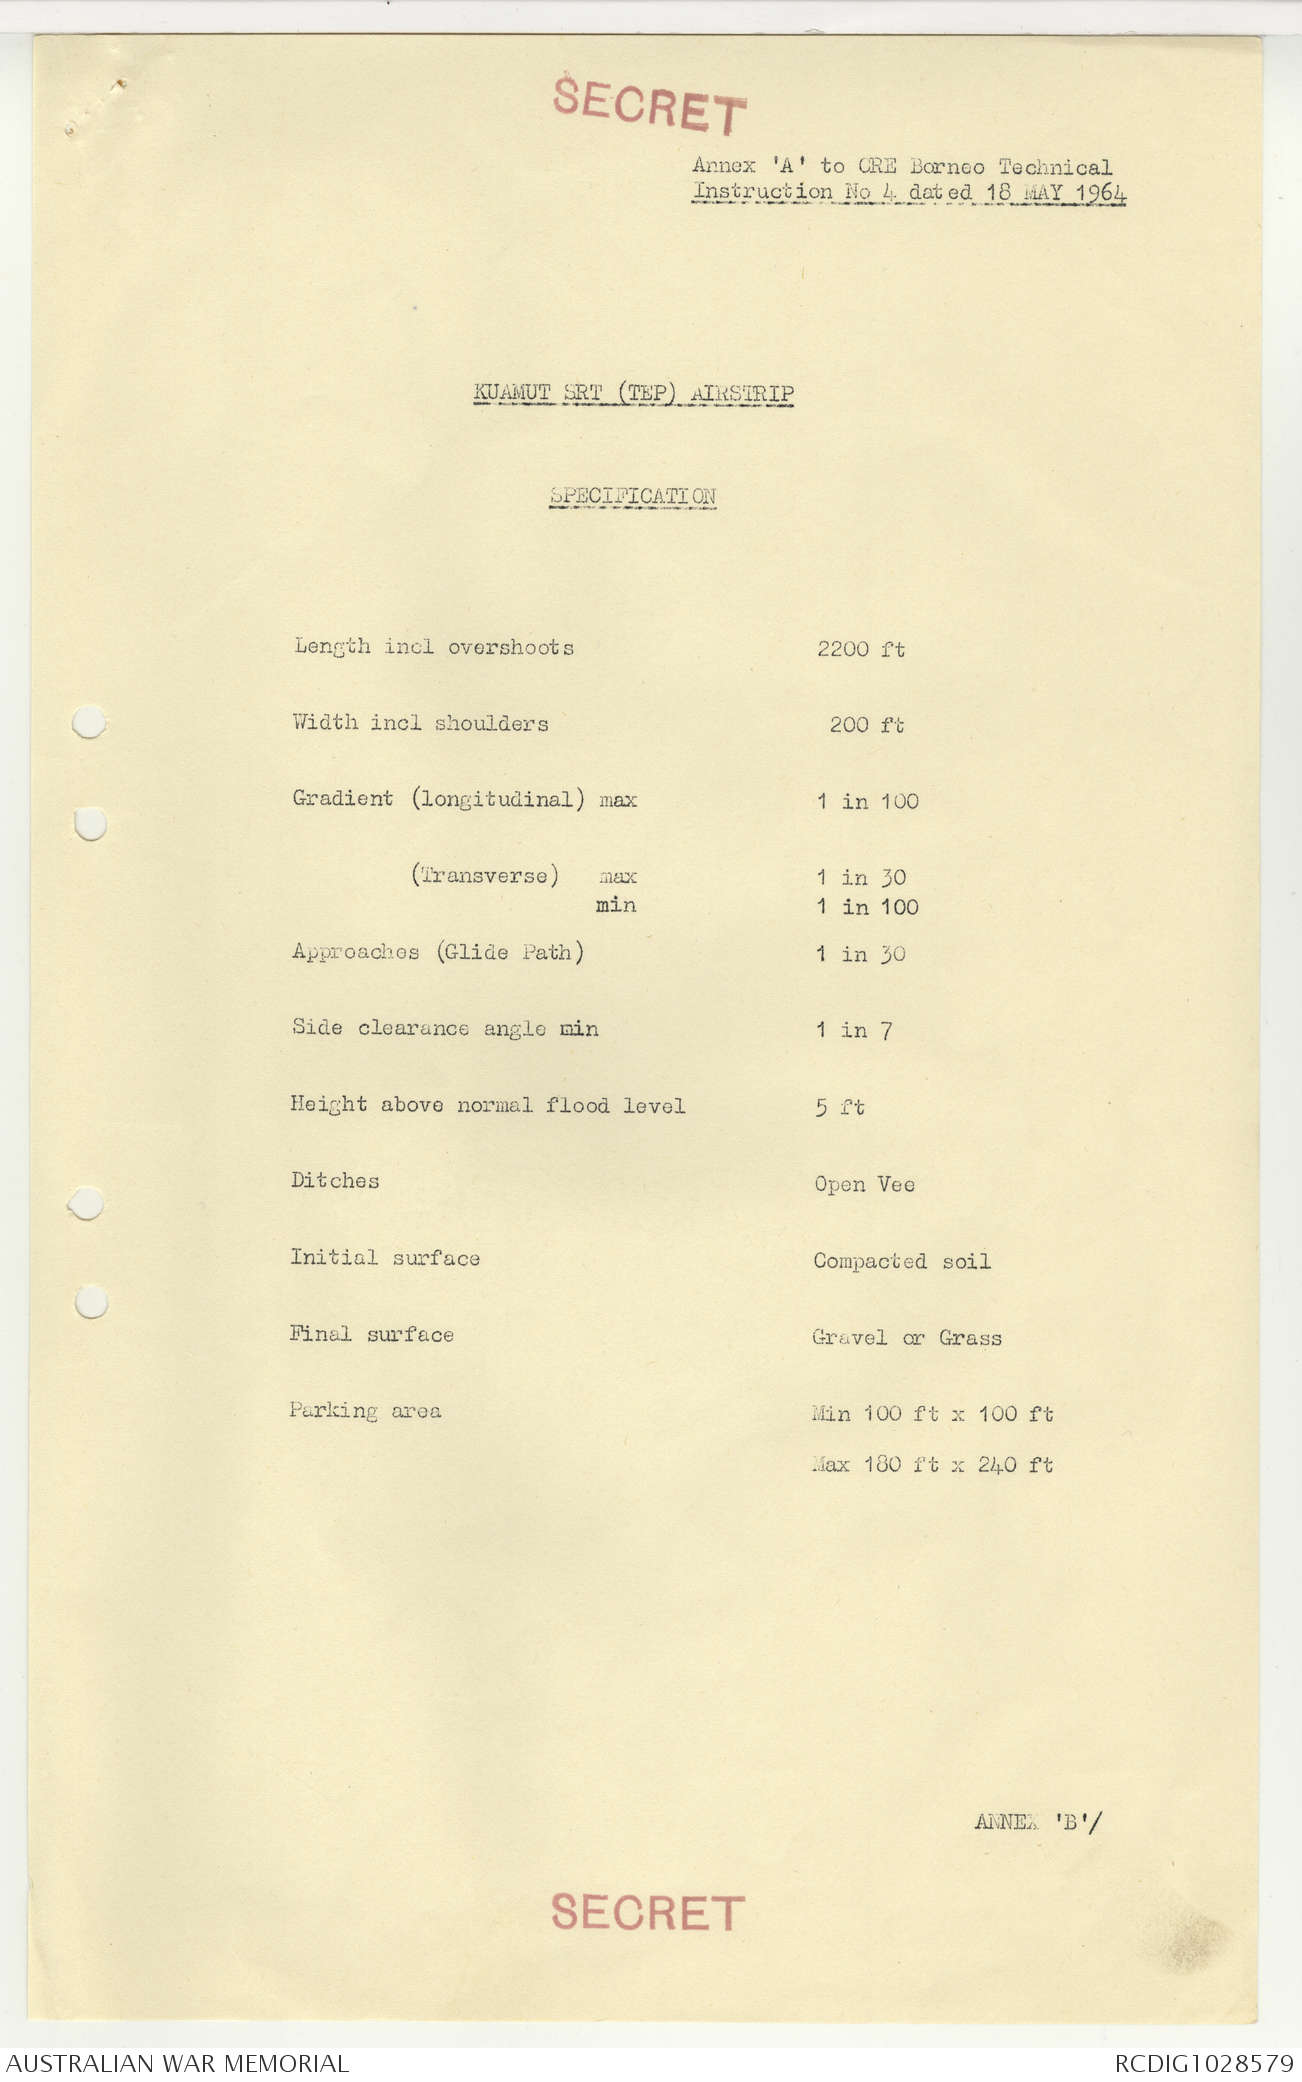 SECRET
Annex 'A' to CRE Borneo Technical
Instruction No 4 dated 18 MAY 1964
KUAMUT SRT (TEP) AIRSTRIP
SPECIFICATION
Length incl overshoots 2200 ft
Width incl shoulders 200 ft
Gradient (longitudinal) max 1 in 100
(Transverse) max 1 in 30
min 1 in 100
Approaches (Glide Path) 1 in 30
Side clearance angle min 1 in 7
Height above normal flood level 5 ft
Ditches Open Vee
Initial surface Compacted soil
Final surface Gravel or Grass
Parking area Min 100 ft x 100 ft
Max 180 ft x 240 ft
ANNEX 'B'/
SECRET
AUSTRALIAN WAR MEMORIAL RCDIG1028579